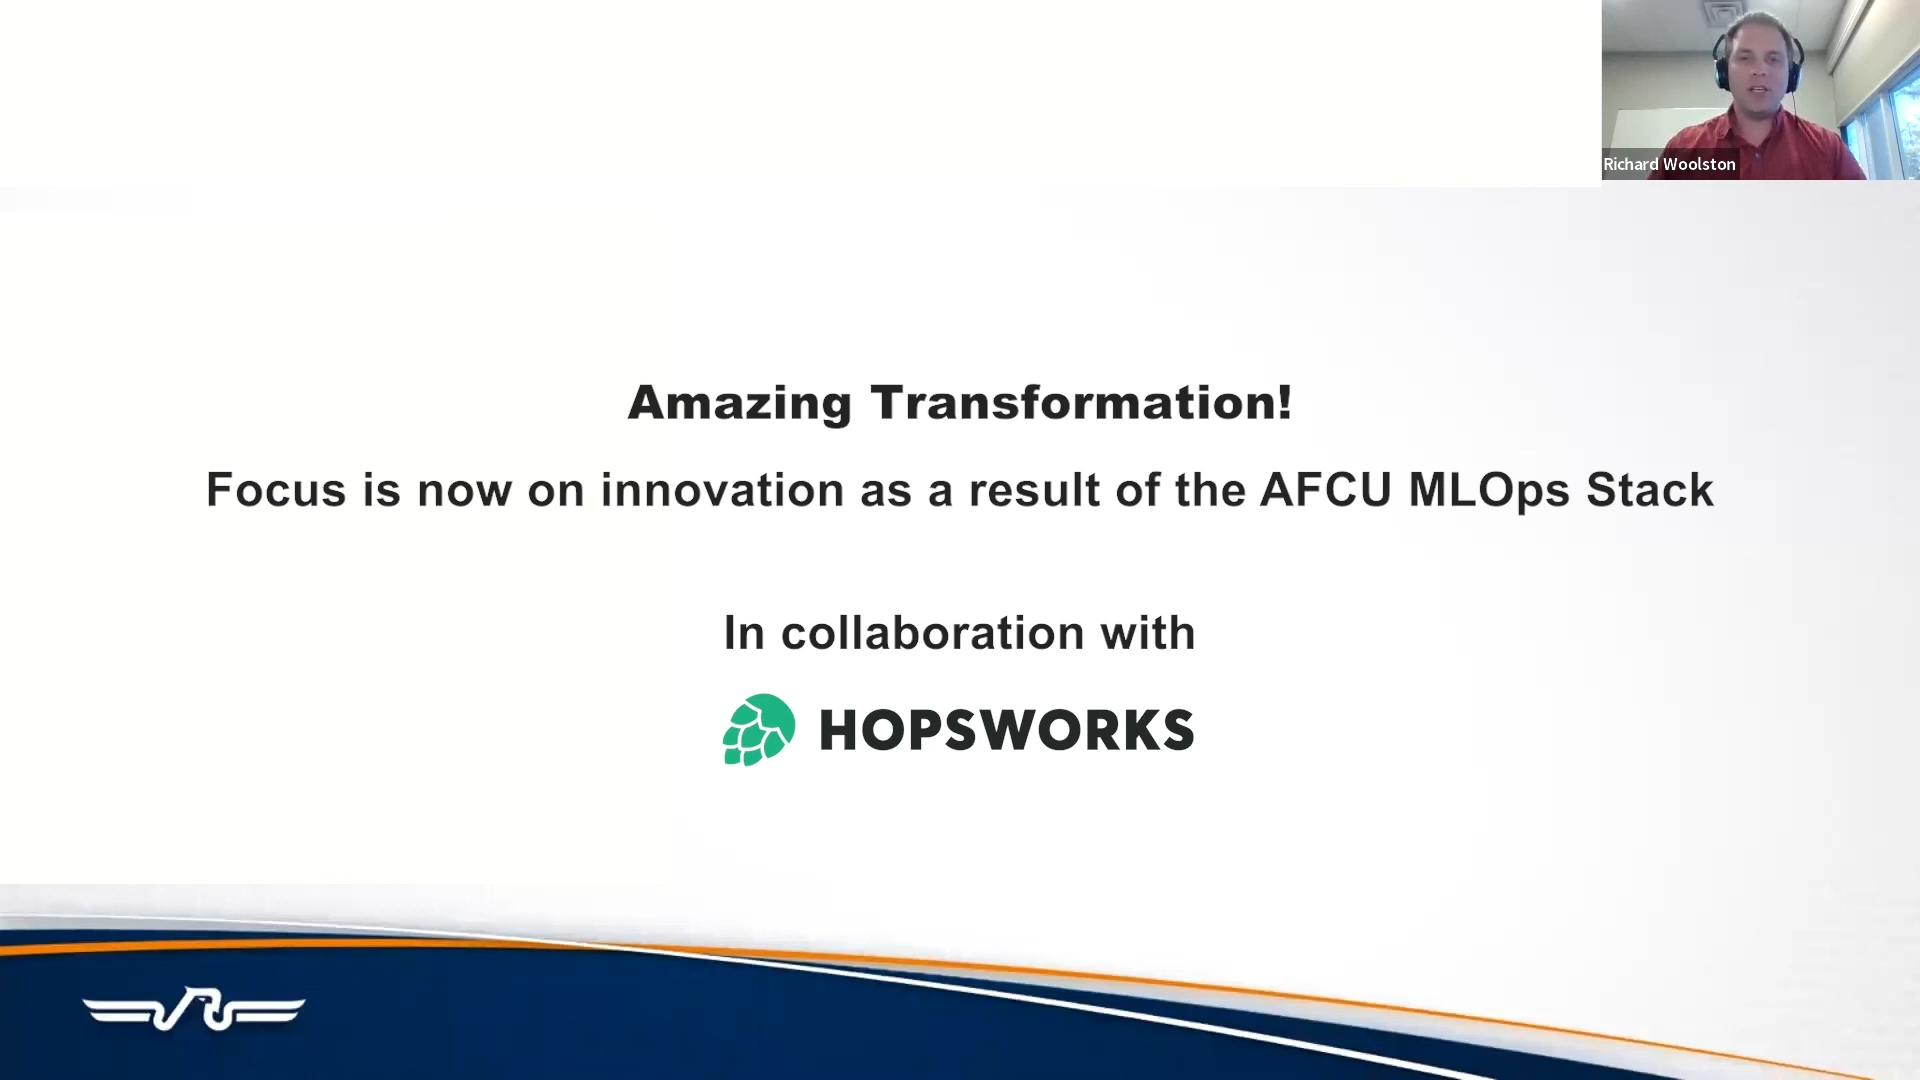 Richard Woolston
Amazing Transformation!
Focus is now on innovation as a result of the AFCU MLOps Stack
In collaboration with
HOPSWORKS